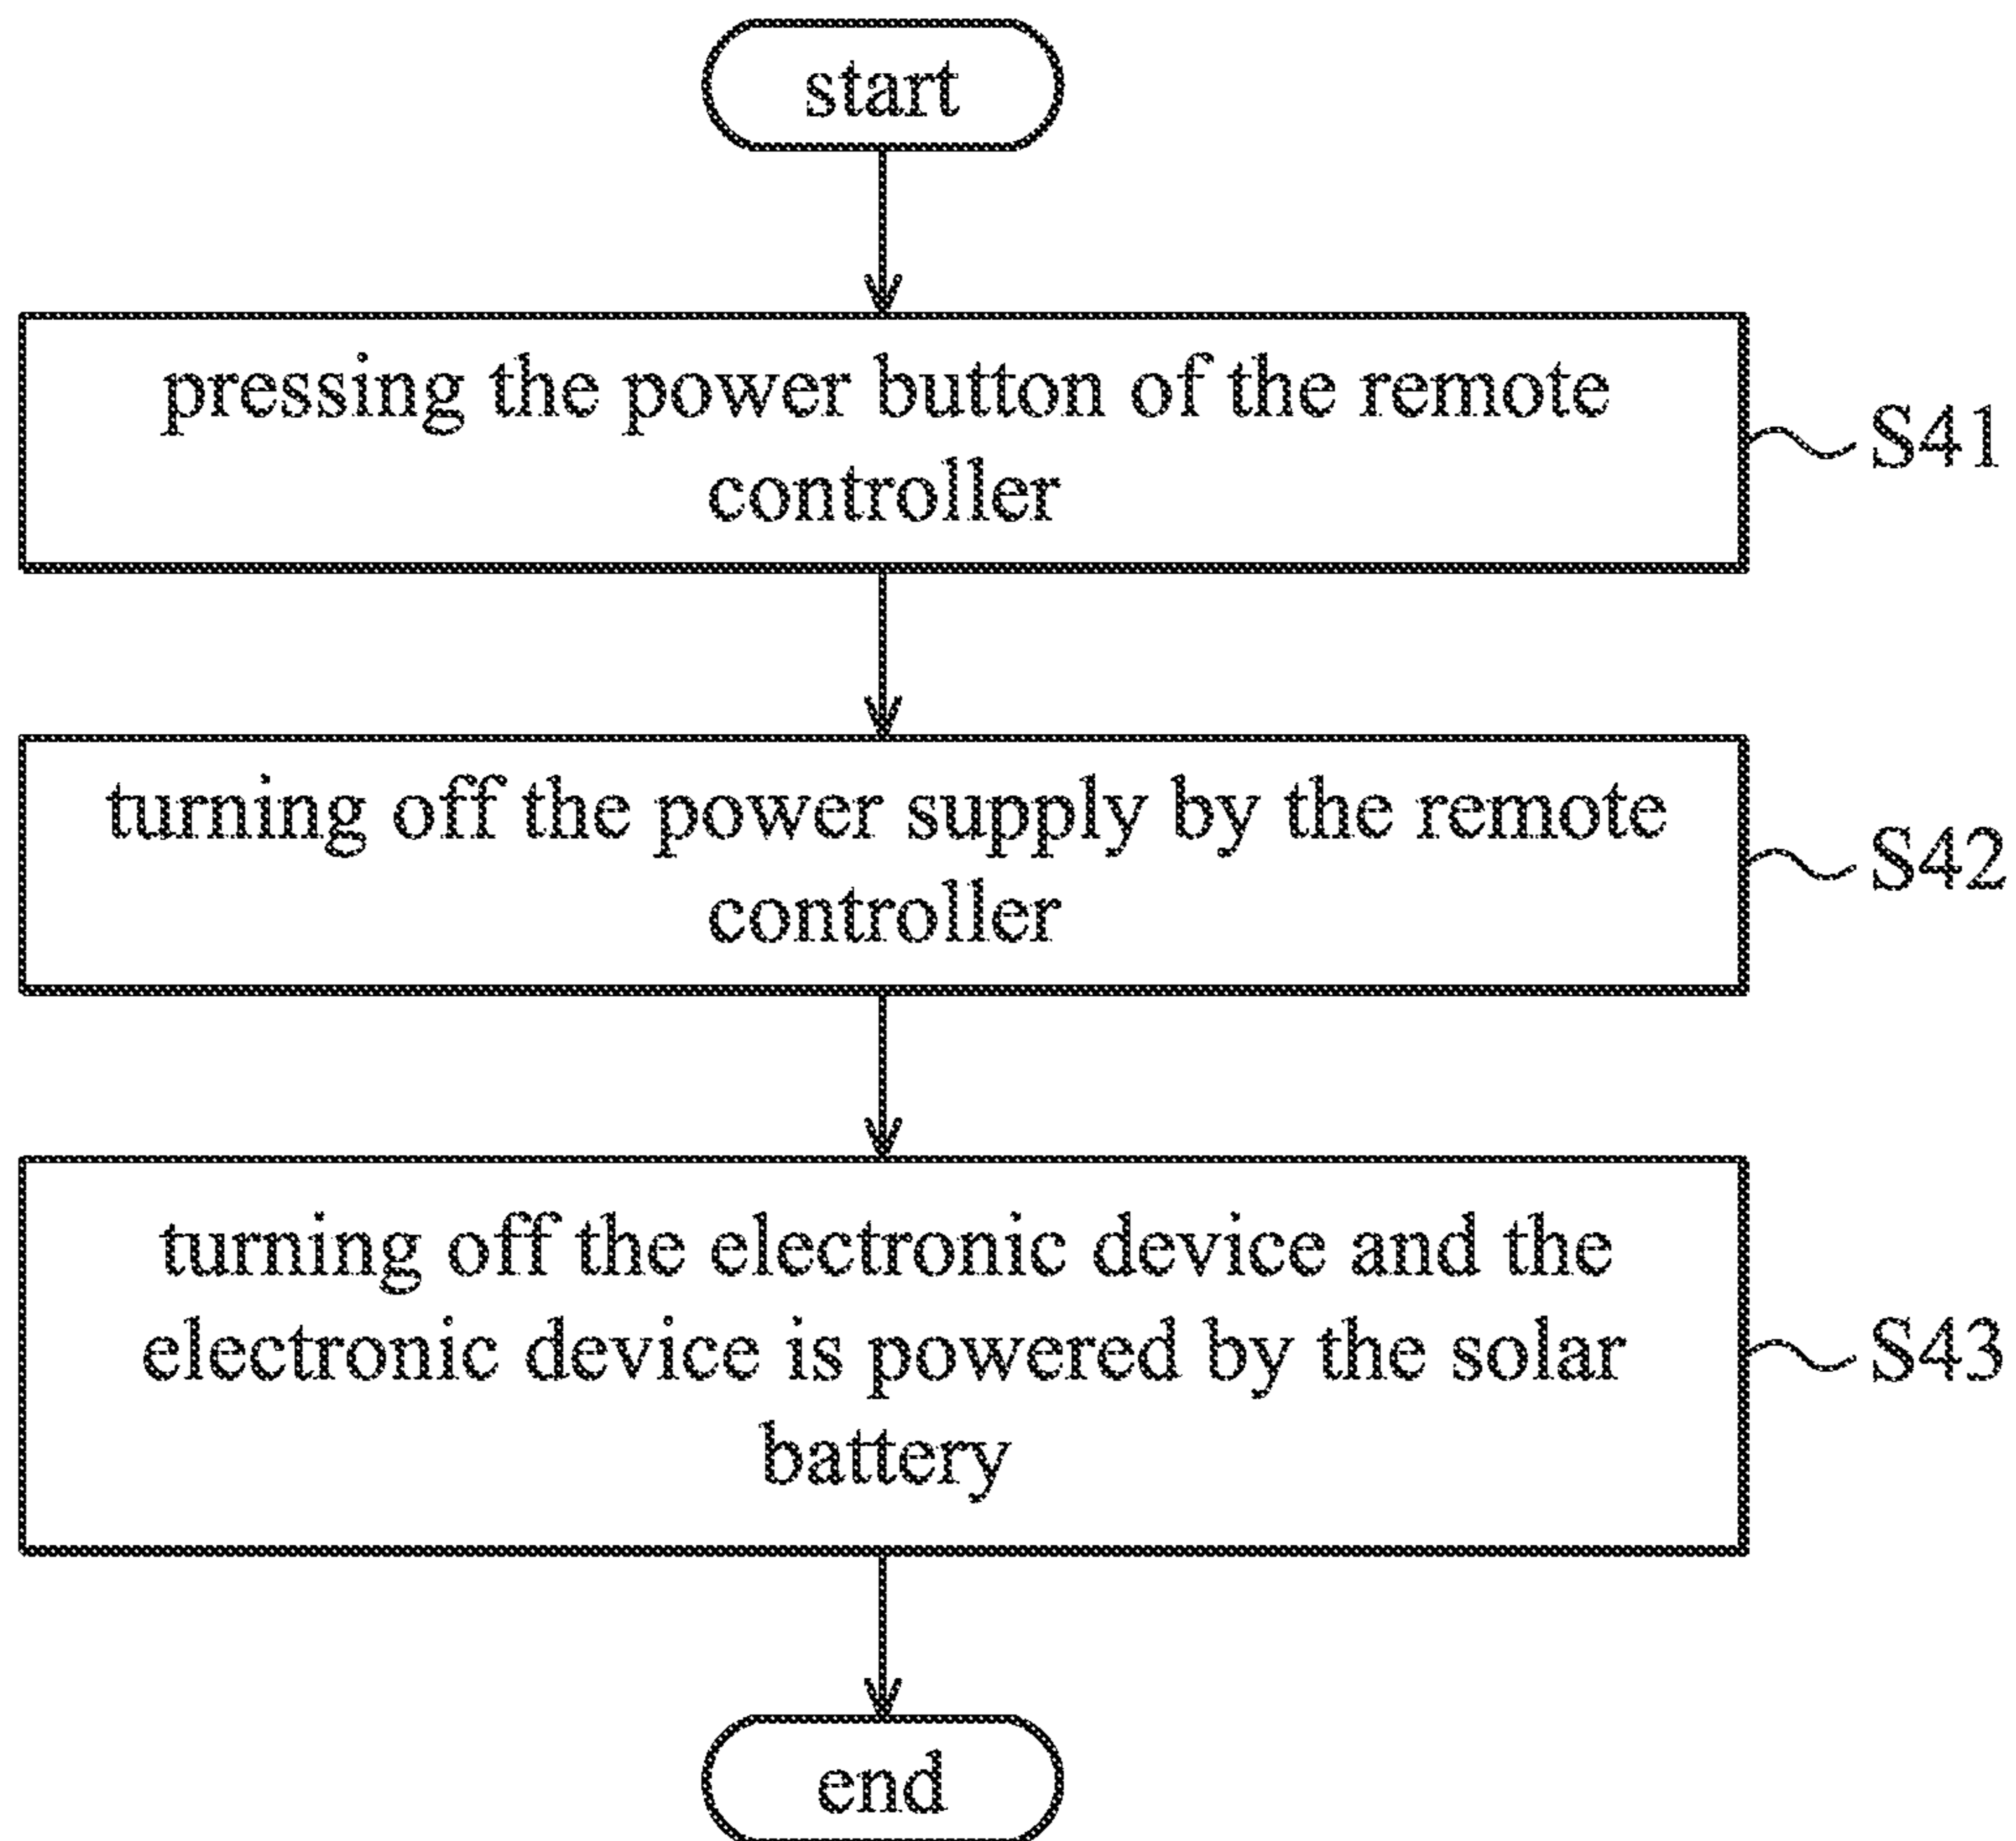 start
pressing the power button of the remote
controller
S41
turning off the power supply by the remote
controller
S42
turning off the electronic device and the
electronic device is powered by the solar
battery
S43
end